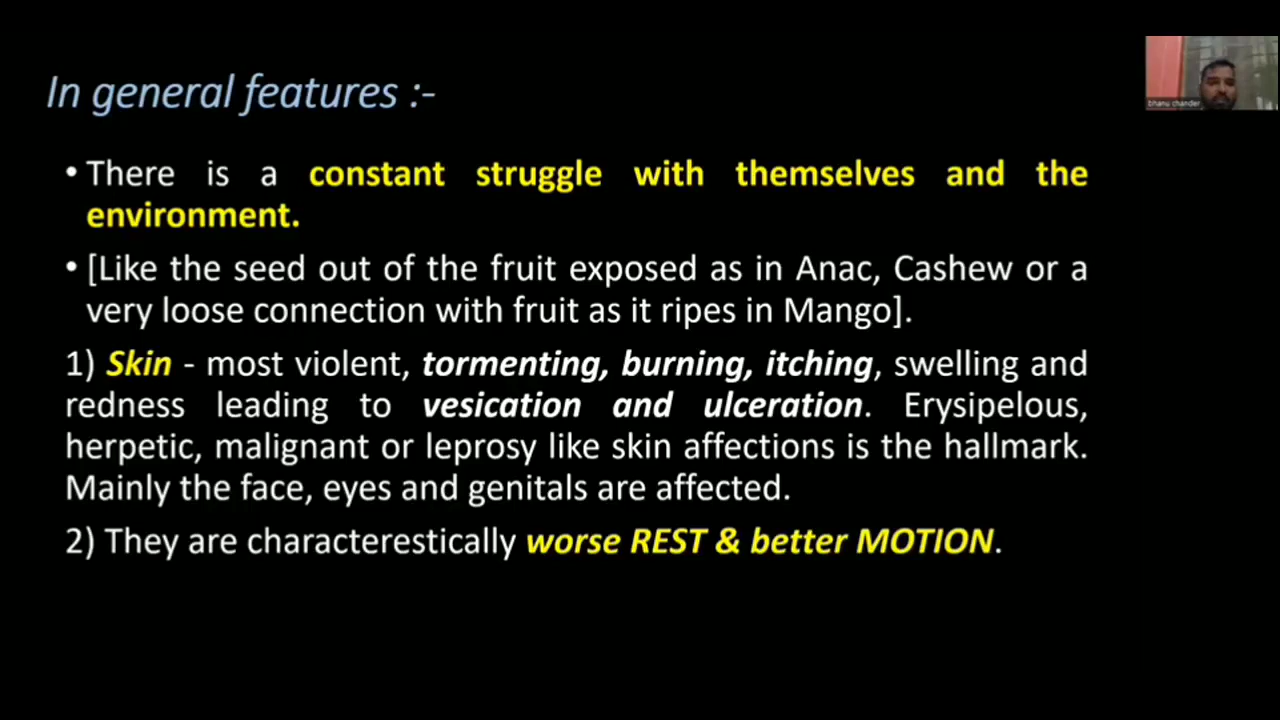 In general features :-
bhanu chander
• There is a constant struggle with themselves and the
environment.
• [Like the seed out of the fruit exposed as in Anac, Cashew or a
very loose connection with fruit as it ripes in Mango].
1) Skin - most violent, tormenting, burning, itching, swelling and
redness leading to vesication and ulceration. Erysipelous,
herpetic, malignant or leprosy like skin affections is the hallmark.
Mainly the face, eyes and genitals are affected.
2) They are characterestically worse REST & better MOTION.